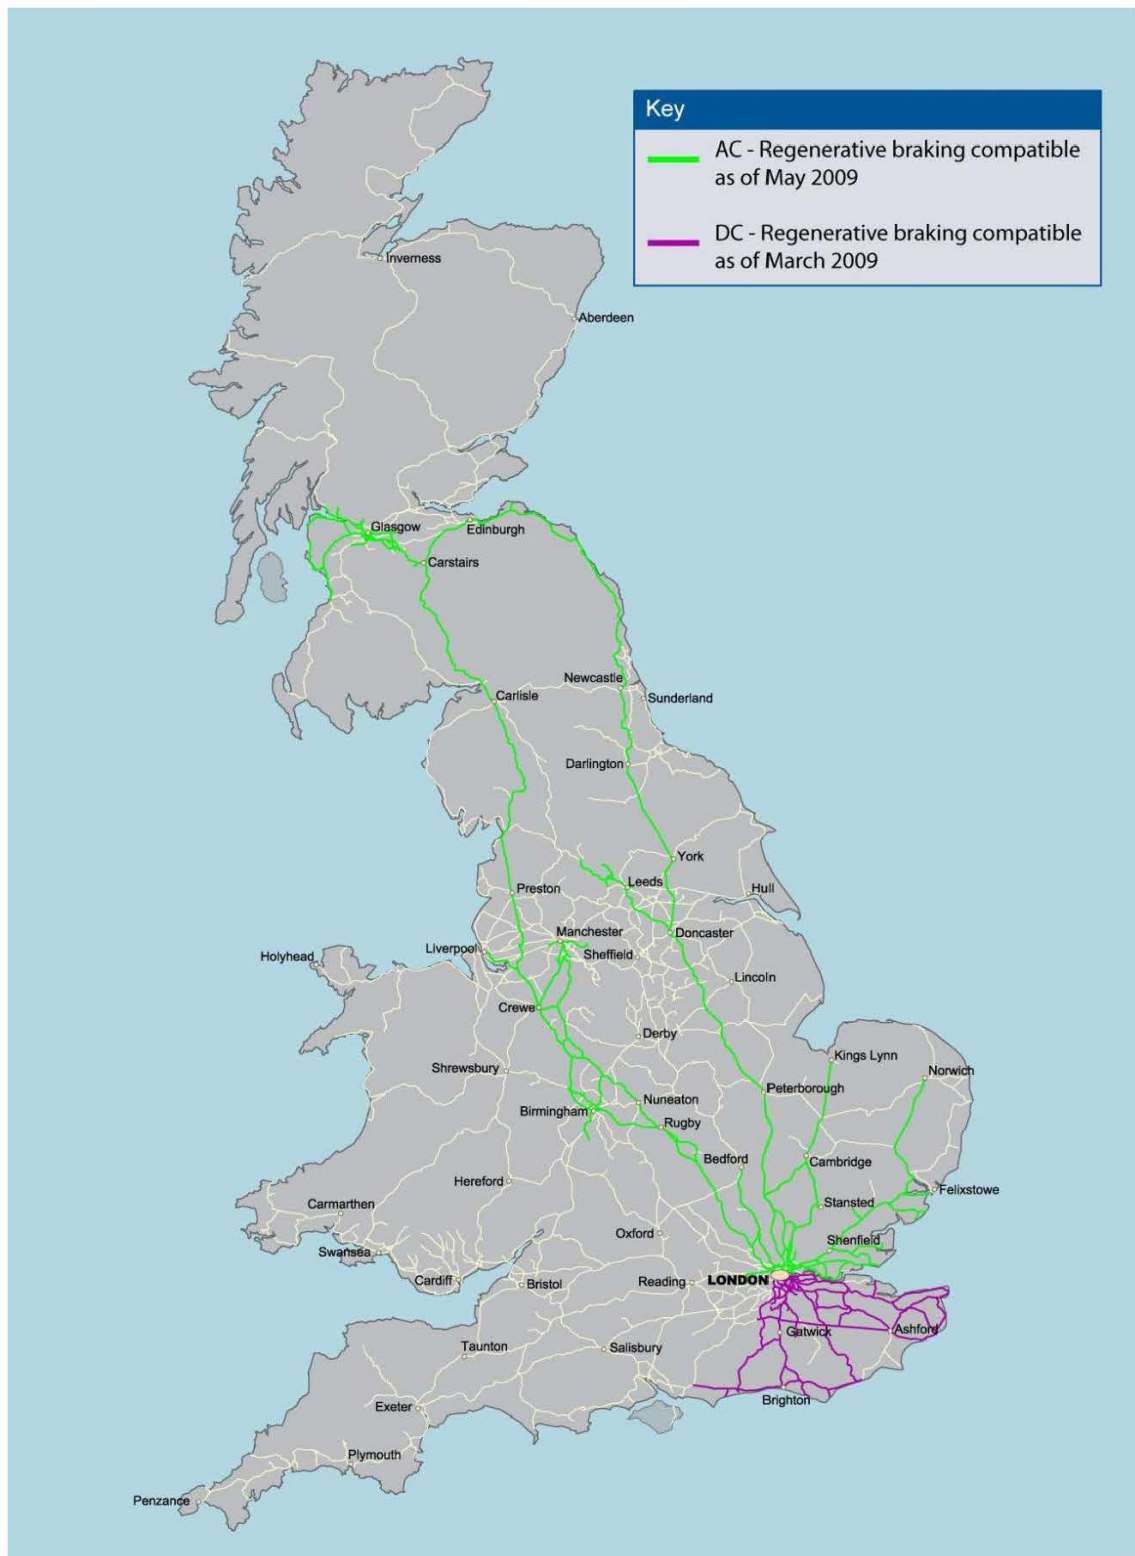 Key
AC - Regenerative braking compatible
as of May 2009
DC - Regenerative braking compatible
as of March 2009
Inverness
Aberdeen
Glasgow
Edinburgh
Carstairs
Newcastle
Carlisle
Sunderland
Darlington
York
Leeds
Preston
Hull
Manchester
Doncaster
Liverpool
Holyhead
Sheffield
Lincoln
Crewe
Derby
Kings Lynn
Shrewsbury
Norwich
Peterborough
Nuneaton
Birmingham
Rugby
Bedford
Cambridge
Hereford
Felixstowe
Carmarthen
Stansted
Oxford
Shenfield
Swansea
Cardiff
Bristol
Reading
LONDON
Gatwick
Ashford
Taunton
Salisbury
Brighton
Exeter
Plymouth
Penzance